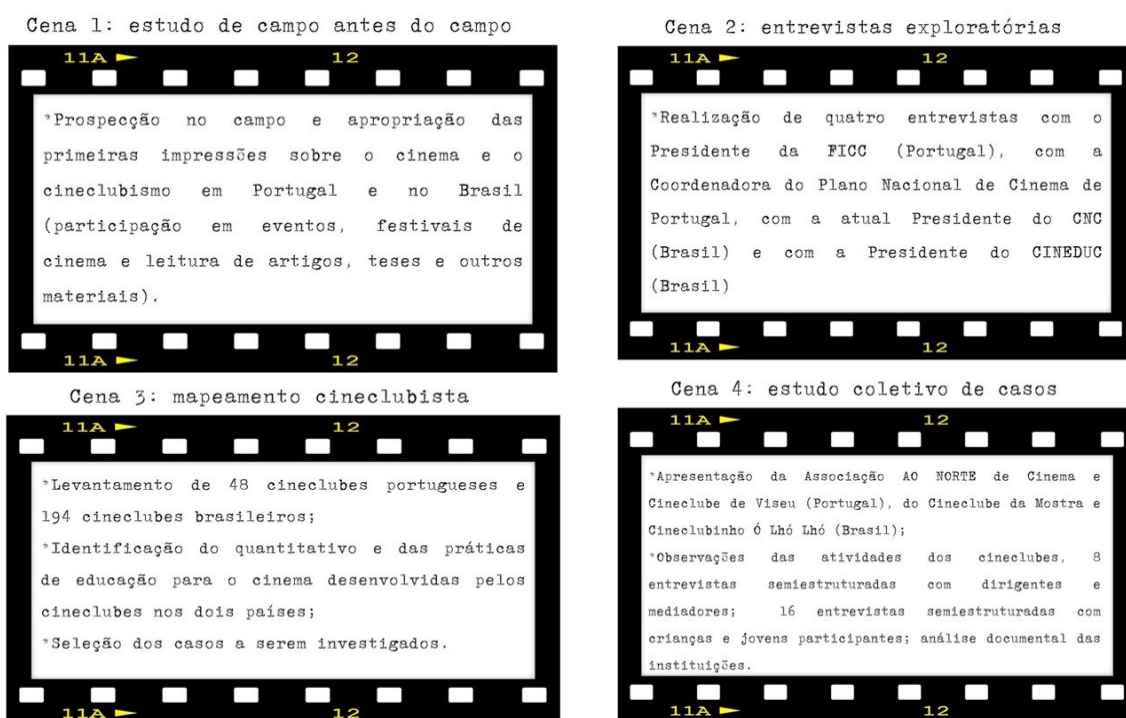 Cena 1: estudo de campo antes do campo
11A 12
*Prospecção no campo e apropriação das
primeiras impressões sobre o cinema e o
cineclubismo em Portugal e no Brasil
(participação em eventos, festivais de
cinema e leitura de artigos, teses e outros
materiais).
11A 12
Cena 2: entrevistas exploratórias
11A 12
*Realização de quatro entrevistas com o
Presidente da FICC (Portugal), com a
Coordenadora do Plano Nacional de Cinema de
Portugal, com a atual Presidente do CNC
(Brasil) e com a Presidente do CINEDUC
(Brasil)
11A 12
Cena 3: mapeamento cineclubista
11A 12
*Levantamento de 48 cineclubes portugueses e
194 cineclubes brasileiros;
*Identificação do quantitativo e das práticas
de educação para o cinema desenvolvidas pelos
cineclubes nos dois países;
*Seleção dos casos a serem investigados.
11A 12
Cena 4: estudo coletivo de casos
11A 12
*Apresentação da Associação AO NORTE de Cinema e
Cineclube de Viseu (Portugal), do Cineclube da Mostra e
Cineclubinho Ó Lhó Lhó (Brasil);
*Observações das atividades dos cineclubes, 8
entrevistas semiestruturadas com dirigentes e
mediadores; 16 entrevistas semiestruturadas com
crianças e jovens participantes; análise documental das
instituições.
11A 12